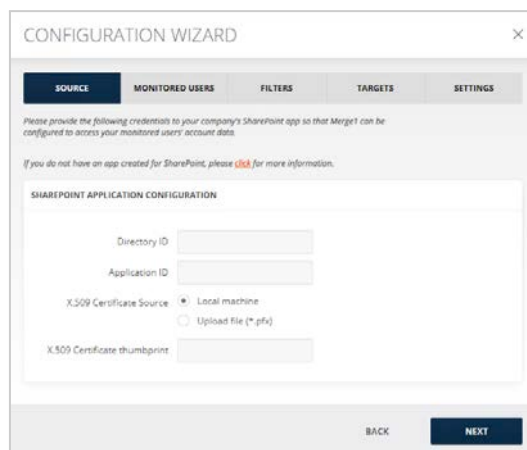 CONFIGURATION WIZARD
SOURCE MONITORED USERS FILTERS TARGETS SETTINGS
Please provide the following credentials to your company's SharePoint app so that Merge1 can be
configured to access your monitored users' account data.
If you do not have an app created for SharePoint, please click for more information.
SHAREPOINT APPLICATION CONFIGURATION
Directory ID
Application ID
X.509 Certificate Source Local machine
Upload file (*.pfx)
X.509 Certificate thumbprint
BACK NEXT